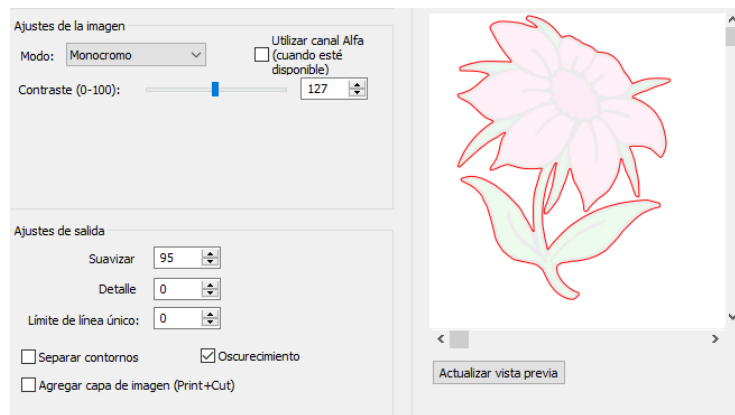 Ajustes de la imagen
Modo: Monocromo
Utilizar canal Alfa
(cuando esté
disponible)
Contraste (0-100): 127
Ajustes de salida
Suavizar 95
Detalle 0
Límite de línea único: 0
Separar contornos Oscurecimiento
Agregar capa de imagen (Print+Cut)
Actualizar vista previa